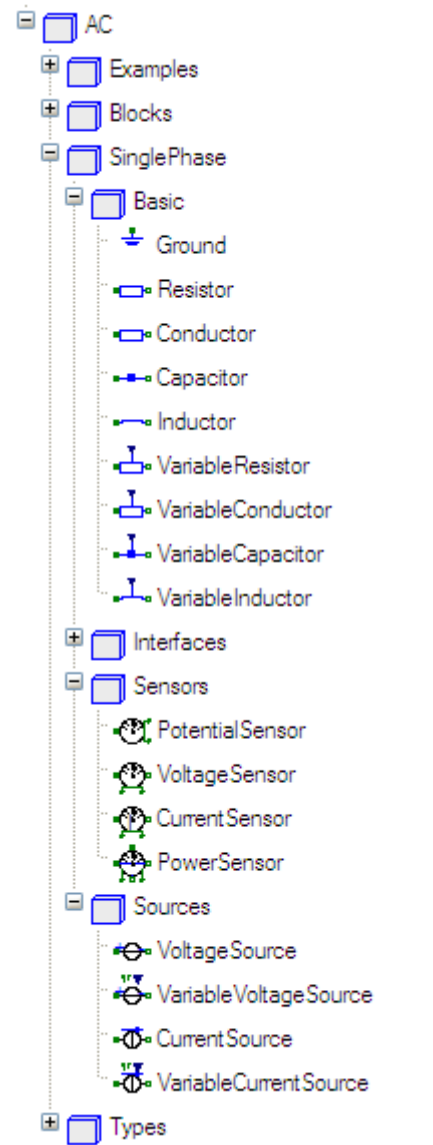 AC
Examples
Blocks
SinglePhase
Basic
Ground
Resistor
Conductor
Capacitor
Inductor
VariableResistor
VariableConductor
VariableCapacitor
VariableInductor
Interfaces
Sensors
PotentialSensor
VoltageSensor
CurrentSensor
PowerSensor
Sources
VoltageSource
VariableVoltageSource
CurrentSource
VariableCurrentSource
Types